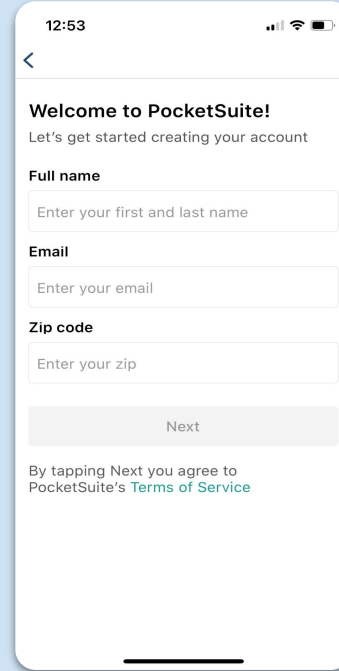 12:53
Welcome to PocketSuite!
Let's get started creating your account
Full name
Enter your first and last name
Email
Enter your email
Zip code
Enter your zip
Next
By tapping Next you agree to
PocketSuite's Terms of Service